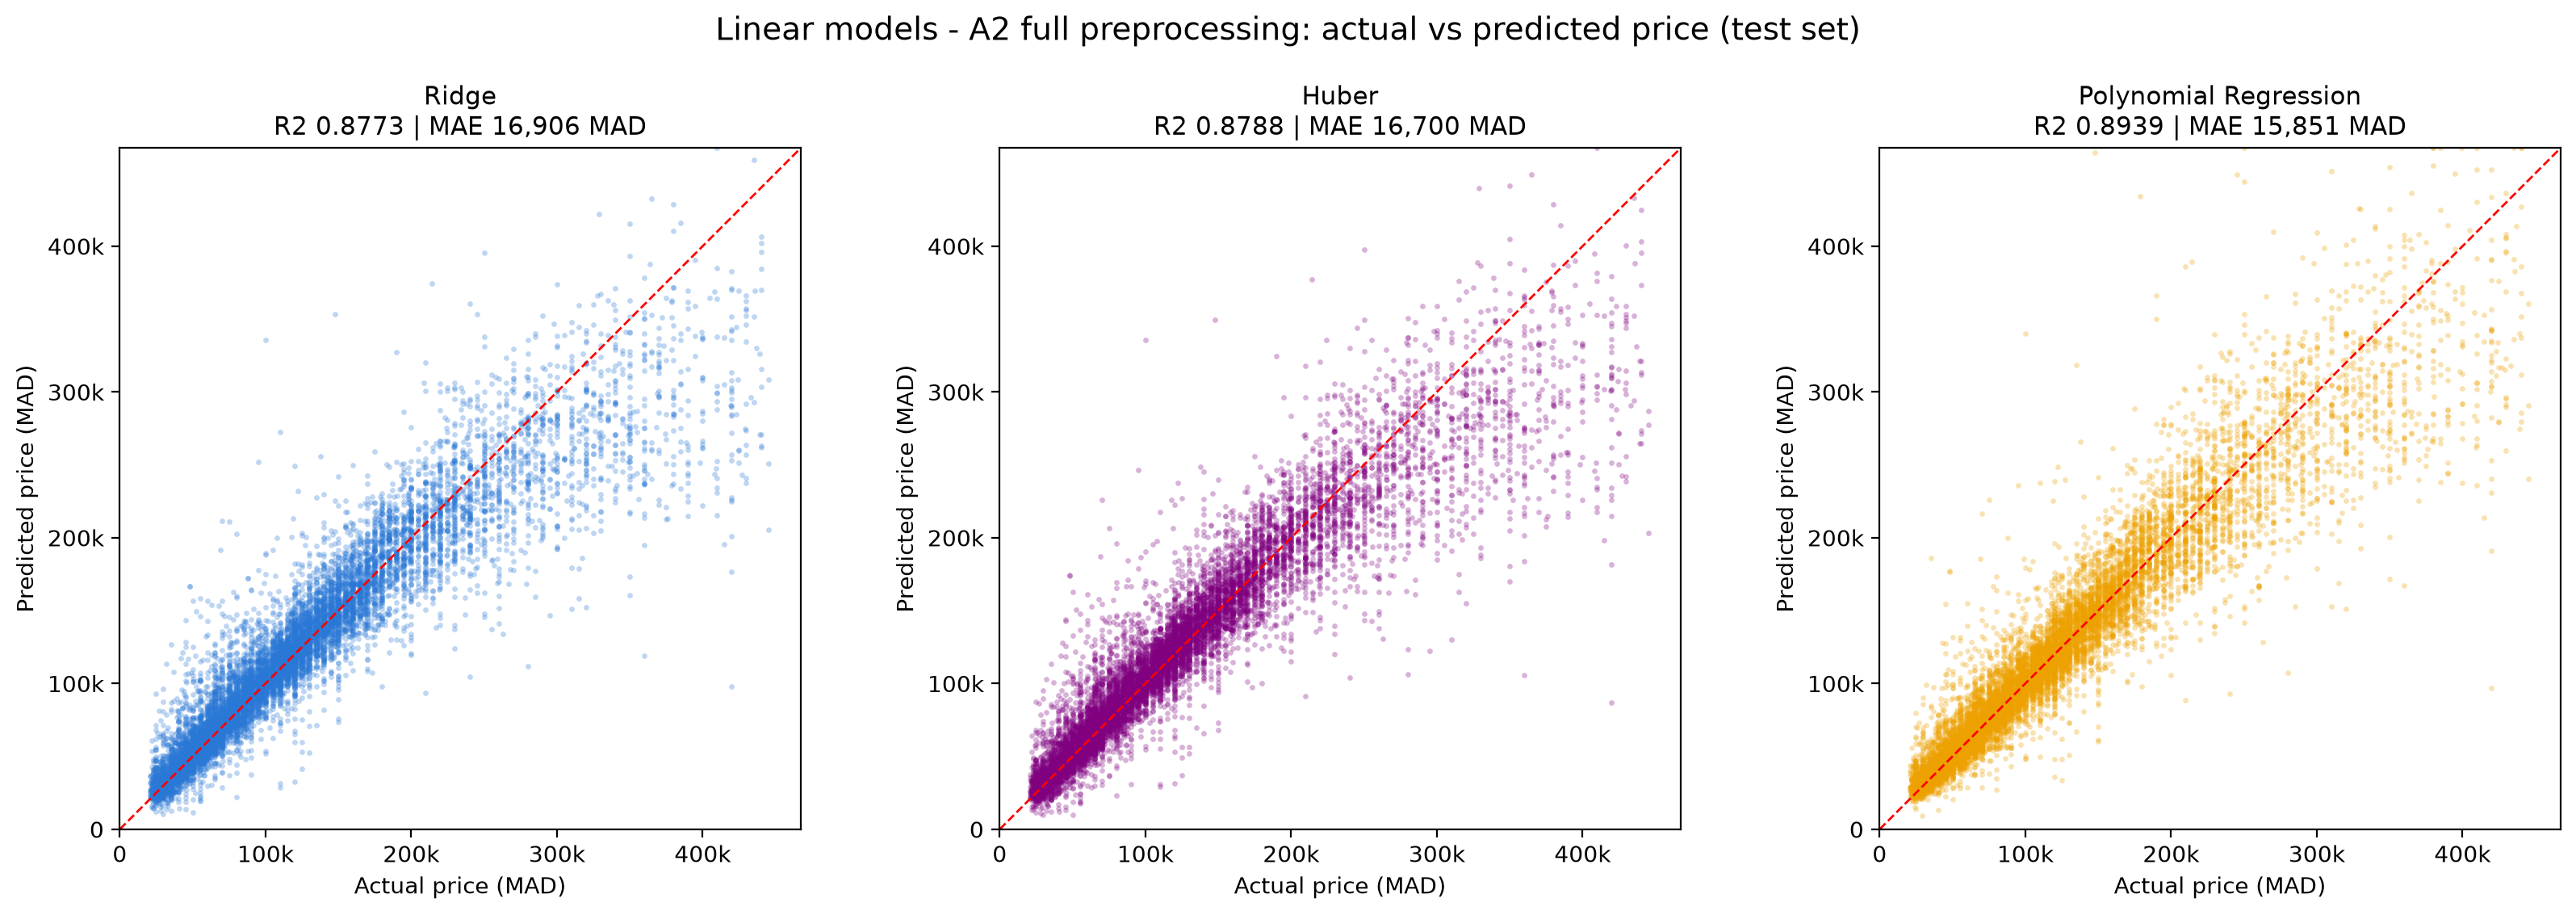 Linear models - A2 full preprocessing: actual vs predicted price (test set)
Ridge
R2 0.8773 | MAE 16,906 MAD
400k
300k
200k
100k
0
0 100k 200k 300k 400k
Predicted price (MAD)
Actual price (MAD)
Huber
R2 0.8788 | MAE 16,700 MAD
400k
300k
200k
100k
0
0 100k 200k 300k 400k
Predicted price (MAD)
Actual price (MAD)
Polynomial Regression
R2 0.8939 | MAE 15,851 MAD
400k
300k
200k
100k
0
0 100k 200k 300k 400k
Predicted price (MAD)
Actual price (MAD)